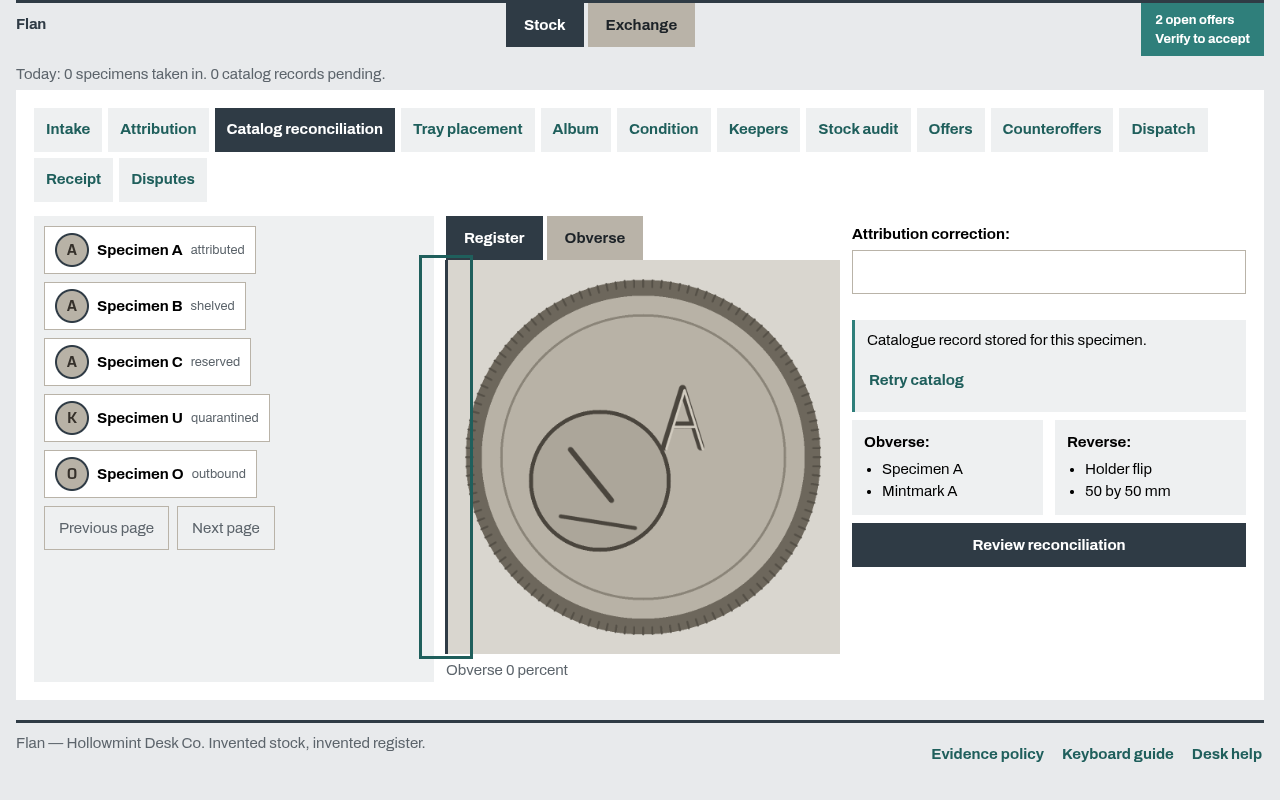 Flan
Stock
Exchange
2 open offers
Verify to accept
Today: 0 specimens taken in. 0 catalog records pending.
Intake
Attribution
Catalog reconciliation
Tray placement
Album
Condition
Keepers
Stock audit
Offers
Counteroffers
Dispatch
Receipt
Disputes
A Specimen A attributed
A Specimen B shelved
A Specimen C reserved
K Specimen U quarantined
O Specimen O outbound
Previous page
Next page
Register
Obverse
A
Obverse 0 percent
Attribution correction:
Catalogue record stored for this specimen.
Retry catalog
Obverse:
• Specimen A
• Mintmark A
Reverse:
• Holder flip
• 50 by 50 mm
Review reconciliation
Flan — Hollowmint Desk Co. Invented stock, invented register.
Evidence policy
Keyboard guide
Desk help